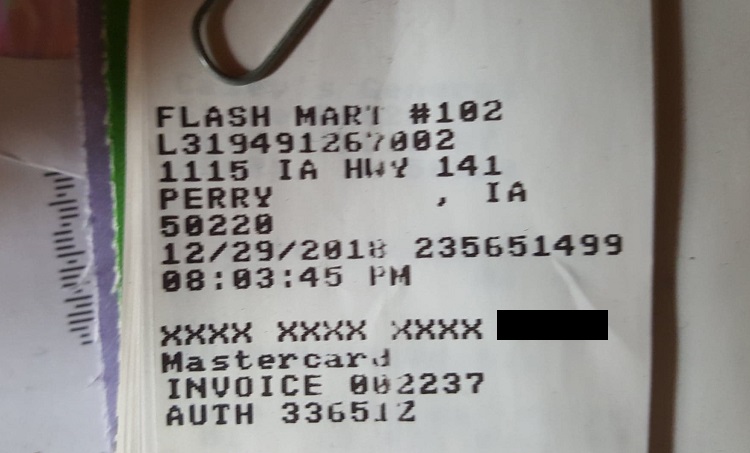 FLASH MART #102
L319491267002
1115 IA HWY 141
PERRY , IA
50220
12/29/2018 235651499
08:03:45 PM
XXXX XXXX XXXX
Mastercard
INVOICE 002237
AUTH 336512